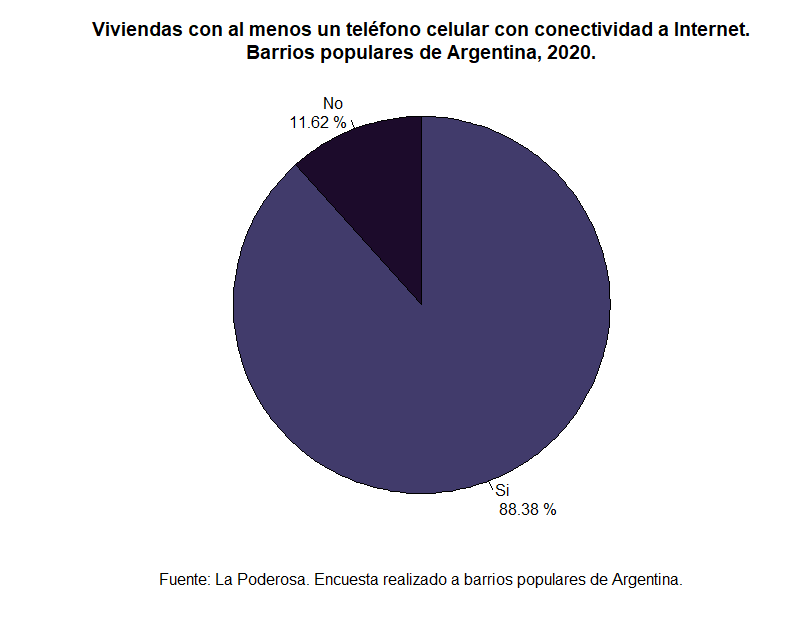 Viviendas con al menos un teléfono celular con conectividad a Internet.
Barrios populares de Argentina, 2020.
No
11.62 %
Si
88.38 %
Fuente: La Poderosa. Encuesta realizado a barrios populares de Argentina.